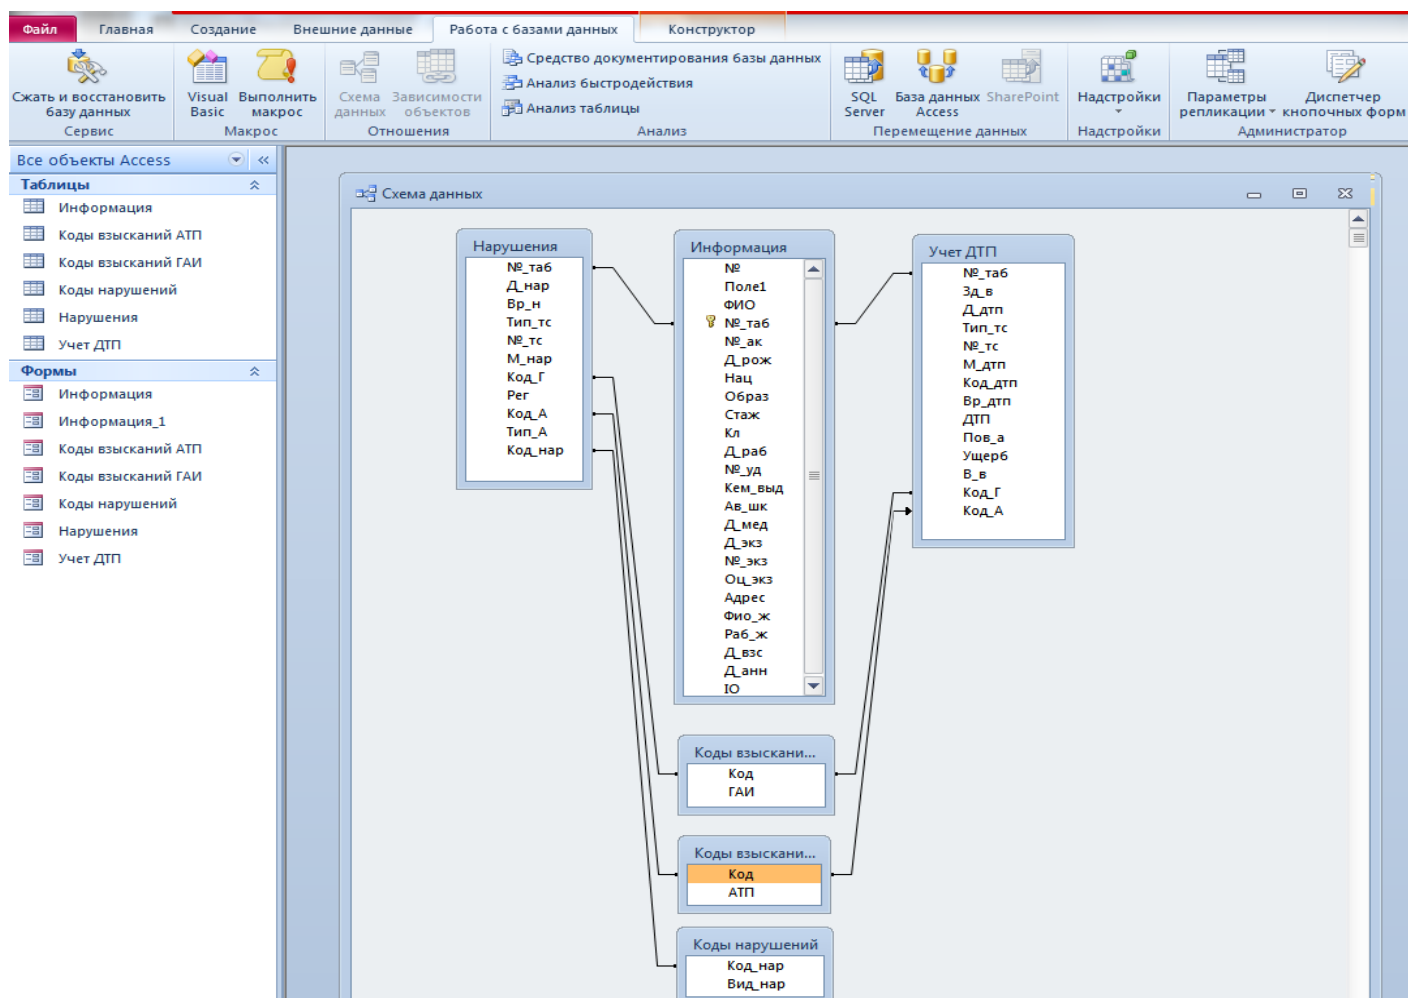 Файл Главная Создание Внешние данные Работа с базами данных Конструктор
Сжать и восстановить базу данных
Сервис
Visual Basic
Выполнить макрос
Макрос
Схема данных
Зависимости объектов
Отношения
Средство документирования базы данных
Анализ быстродействия
Анализ таблицы
Анализ
SQL Server
База данных Access
SharePoint
Перемещение данных
Надстройки
Надстройки
Параметры репликации
Диспетчер кнопочных форм
Администратор
Все объекты Access
Таблицы
Информация
Коды взысканий АТП
Коды взысканий ГАИ
Коды нарушений
Нарушения
Учет ДТП
Формы
Информация
Информация_1
Коды взысканий АТП
Коды взысканий ГАИ
Коды нарушений
Нарушения
Учет ДТП
Схема данных
Нарушения
№_таб
Д_нар
Вр_н
Тип_тс
№_тс
М_нар
Код_Г
Рег
Код_А
Тип_А
Код_нар
Информация
№
Поле1
ФИО
№_таб
№_ак
Д_рож
Нац
Образ
Стаж
Кл
Д_раб
№_уд
Кем_выд
Ав_шк
Д_мед
Д_экз
№_экз
Оц_экз
Адрес
Фио_ж
Раб_ж
Д_взс
Д_анн
IO
Учет ДТП
№_таб
Зд_в
Д_дтп
Тип_тс
№_тс
М_дтп
Код_дтп
Вр_дтп
ДТП
Пов_а
Ущерб
В_в
Код_Г
Код_А
Коды взыскани...
Код
ГАИ
Коды взыскани...
Код
АТП
Коды нарушений
Код_нар
Вид_нар